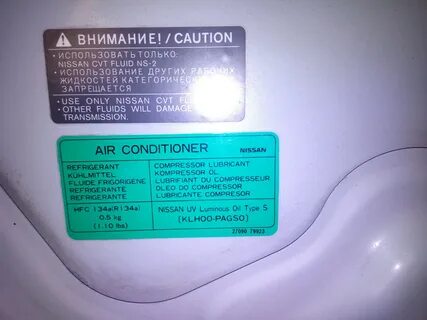 ВНИМАНИЕ! / CAUTION
• ИСПОЛЬЗОВАТЬ ТОЛЬКО
NISSAN CVT FLUID NS-2
• ИСПОЛЬЗОВАНИЕ ДРУГИХ РАБОЧИХ
ЖИДКОСТЕЙ КАТЕГОРИЧЕСКИ
ЗАПРЕЩАЕТСЯ
• USE ONLY NISSAN CVT
• OTHER FLUIDS WILL DAMAGE
TRANSMISSION.
AIR CONDITIONER NISSAN
REFRIGERANT
KÜHLMITTEL
FLUIDE FRIGORIGENE
REFRIGERANTE
REFRIGERANTE
COMPRESSOR LUBRICANT
KOMPRESSOR ÖL
LUBRIFIANT DU COMPRESSEUR
OLEO DO COMPRESSOR
LUBRICANTE COMPRESOR
HFC-134a(R134a)
0.5 kg
(1.10 lbs)
NISSAN UV Luminous Oil Type S
(KLH00-PAGS0)
27090